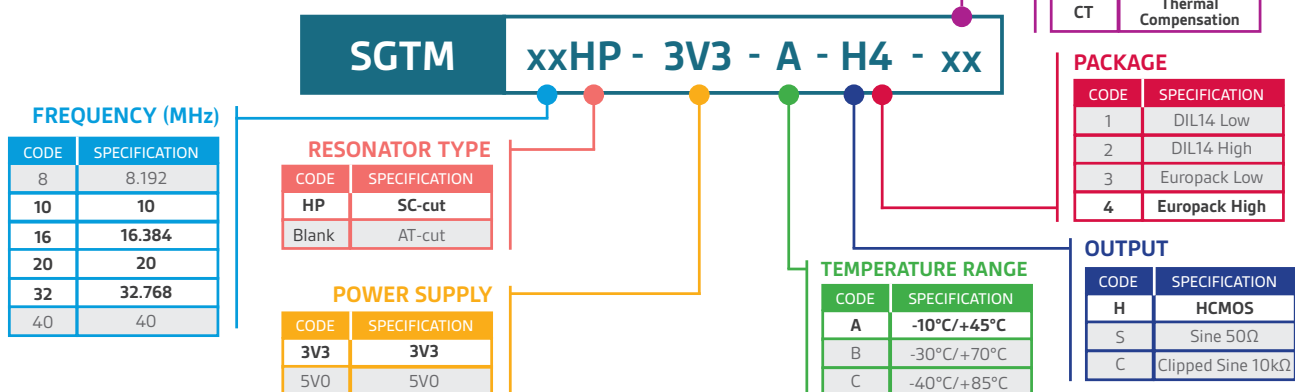 CT Thermal
Compensation
SGTM xxHP - 3V3 - A - H4 - xx
FREQUENCY (MHz)
CODE SPECIFICATION
8 8.192
10 10
16 16.384
20 20
32 32.768
40 40
RESONATOR TYPE
CODE SPECIFICATION
HP SC-cut
Blank AT-cut
POWER SUPPLY
CODE SPECIFICATION
3V3 3V3
5V0 5V0
TEMPERATURE RANGE
CODE SPECIFICATION
A -10°C/+45°C
B -30°C/+70°C
C -40°C/+85°C
PACKAGE
CODE SPECIFICATION
1 DIL14 Low
2 DIL14 High
3 Europack Low
4 Europack High
OUTPUT
CODE SPECIFICATION
H HCMOS
S Sine 50Ω
C Clipped Sine 10kΩ